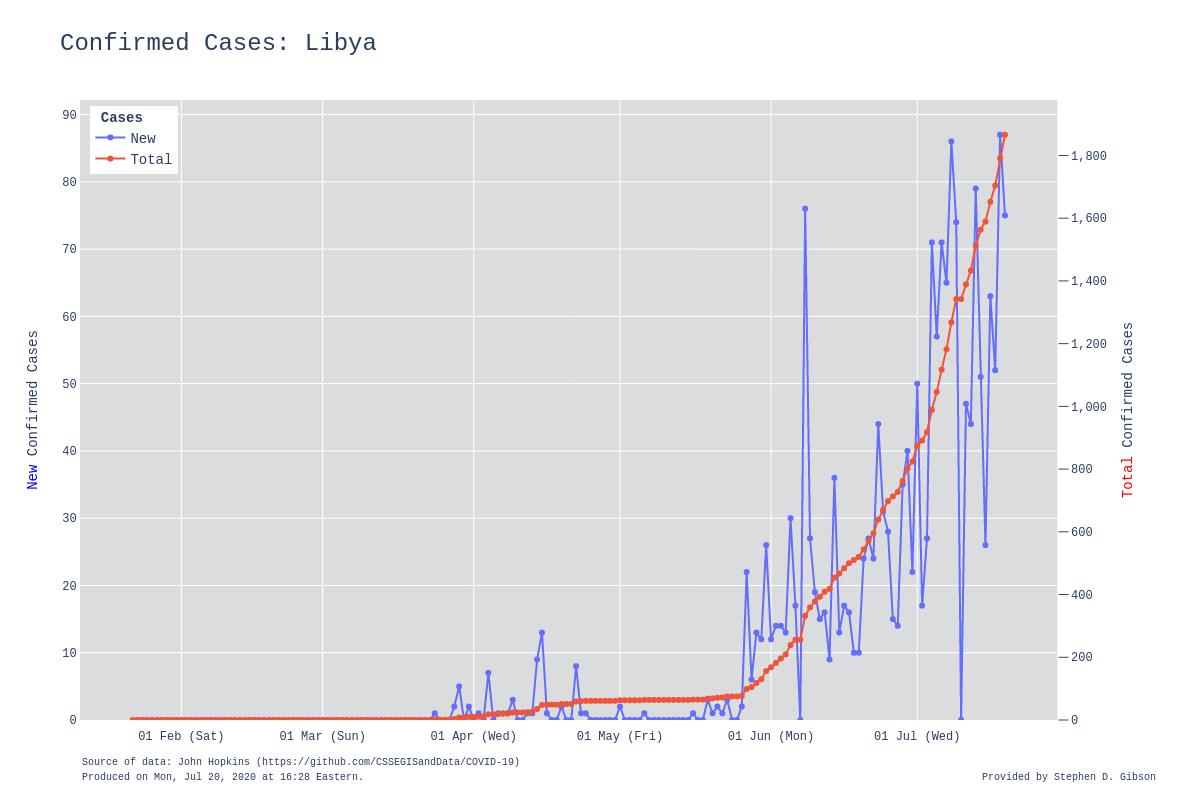 Confirmed Cases: Libya
Cases
New
Total
90
80
70
60
50
40
30
20
10
0
New Confirmed Cases
1,800
1,600
1,400
1,200
1,000
800
600
400
200
0
Total Confirmed Cases
01 Feb (Sat)
01 Mar (Sun)
01 Apr (Wed)
01 May (Fri)
01 Jun (Mon)
01 Jul (Wed)
Source of data: John Hopkins (https://github.com/CSSEGISandData/COVID-19)
Produced on Mon, Jul 20, 2020 at 16:28 Eastern.
Provided by Stephen D. Gibson